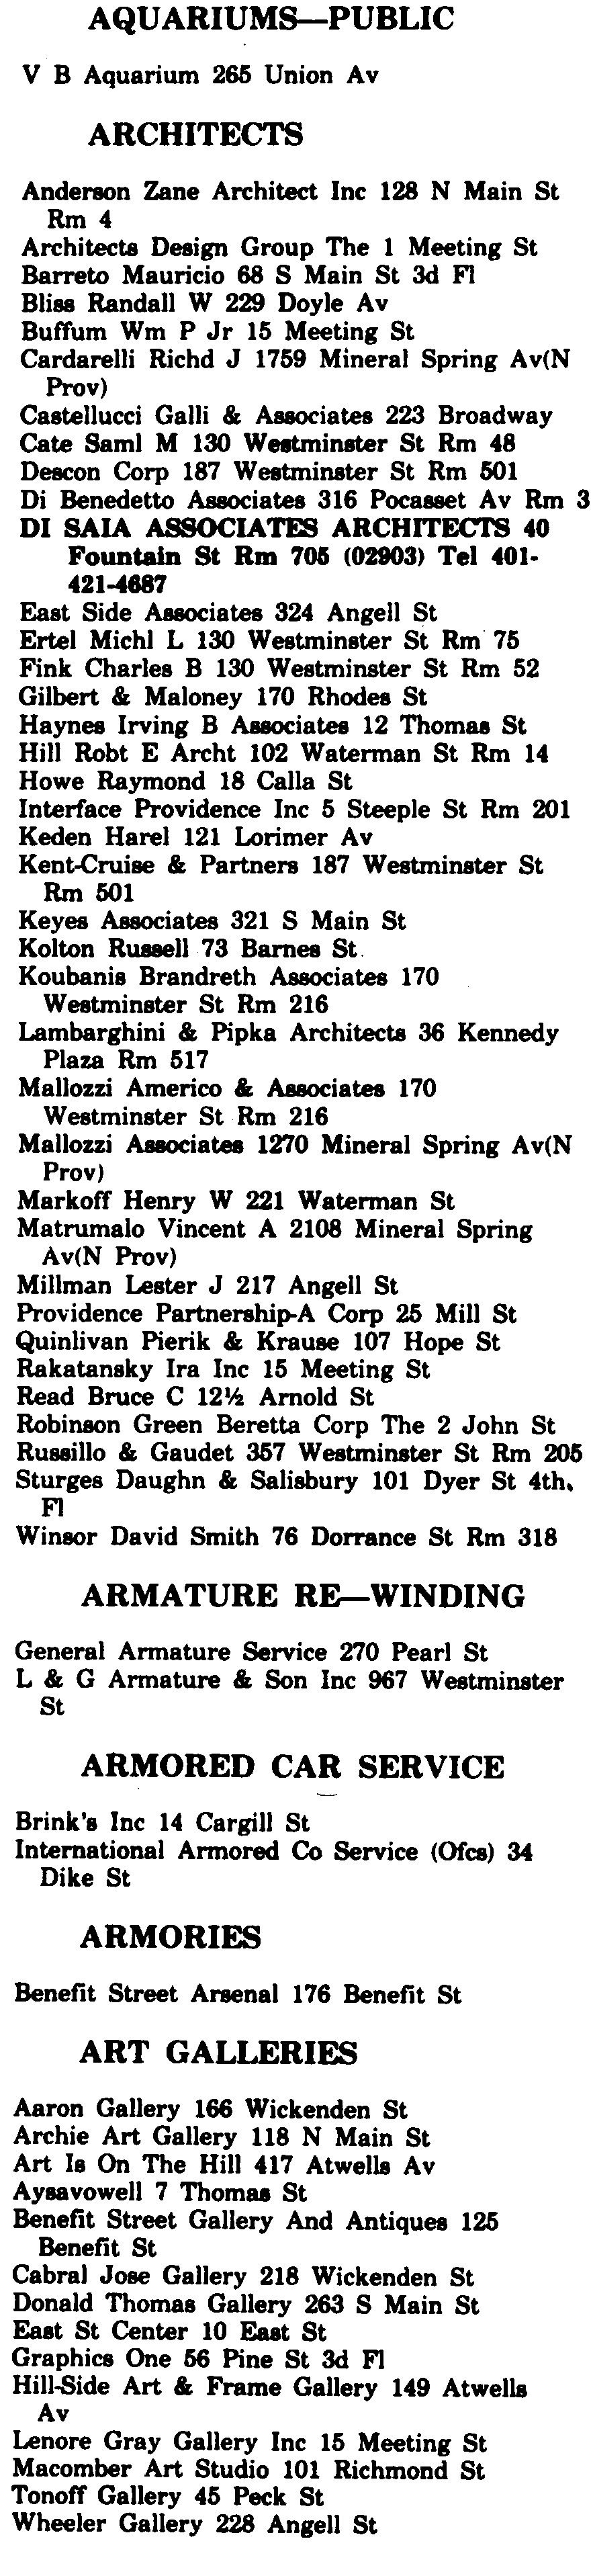 AQUARIUMS—PUBLIC
V B Aquarium 265 Union Av
ARCHITECTS
Anderson Zane Architect Inc 128 N Main St
Rm 4
Architects Design Group The 1 Meeting St
Barreto Mauricio 68 S Main St 3d Fl
Bliss Randall W 229 Doyle Av
Buffum Wm P Jr 15 Meeting St
Cardarelli Richd J 1759 Mineral Spring Av(N
Prov)
Castellucci Galli & Associates 223 Broadway
Cate Saml M 130 Westminster St Rm 48
Descon Corp 187 Westminster St Rm 501
Di Benedetto Associates 316 Pocasset Av Rm 3
DI SAIA ASSOCIATES ARCHITECTS 40
Fountain St Rm 705 (02903) Tel 401-
421-4687
East Side Associates 324 Angell St
Ertel Michl L 130 Westminster St Rm 75
Fink Charles B 130 Westminster St Rm 52
Gilbert & Maloney 170 Rhodes St
Haynes Irving B Associates 12 Thomas St
Hill Robt E Archt 102 Waterman St Rm 14
Howe Raymond 18 Calla St
Interface Providence Inc 5 Steeple St Rm 201
Keden Harel 121 Lorimer Av
Kent-Cruise & Partners 187 Westminster St
Rm 501
Keyes Associates 321 S Main St
Kolton Russell 73 Barnes St
Koubanis Brandreth Associates 170
Westminster St Rm 216
Lambarghini & Pipka Architects 36 Kennedy
Plaza Rm 517
Mallozzi Americo & Associates 170
Westminster St Rm 216
Mallozzi Associates 1270 Mineral Spring Av(N
Prov)
Markoff Henry W 221 Waterman St
Matrumalo Vincent A 2108 Mineral Spring
Av(N Prov)
Millman Lester J 217 Angell St
Providence Partnership-A Corp 25 Mill St
Quinlivan Pierik & Krause 107 Hope St
Rakatansky Ira Inc 15 Meeting St
Read Bruce C 12½ Arnold St
Robinson Green Beretta Corp The 2 John St
Russillo & Gaudet 357 Westminster St Rm 205
Sturges Daughn & Salisbury 101 Dyer St 4th
Fl
Winsor David Smith 76 Dorrance St Rm 318
ARMATURE RE—WINDING
General Armature Service 270 Pearl St
L & G Armature & Son Inc 967 Westminster
St
ARMORED CAR SERVICE
Brink's Inc 14 Cargill St
International Armored Co Service (Ofcs) 34
Dike St
ARMORIES
Benefit Street Arsenal 176 Benefit St
ART GALLERIES
Aaron Gallery 166 Wickenden St
Archie Art Gallery 118 N Main St
Art Is On The Hill 417 Atwells Av
Aysavowell 7 Thomas St
Benefit Street Gallery And Antiques 125
Benefit St
Cabral Jose Gallery 218 Wickenden St
Donald Thomas Gallery 263 S Main St
East St Center 10 East St
Graphics One 56 Pine St 3d Fl
Hill-Side Art & Frame Gallery 149 Atwells
Av
Lenore Gray Gallery Inc 15 Meeting St
Macomber Art Studio 101 Richmond St
Tonoff Gallery 45 Peck St
Wheeler Gallery 228 Angell St